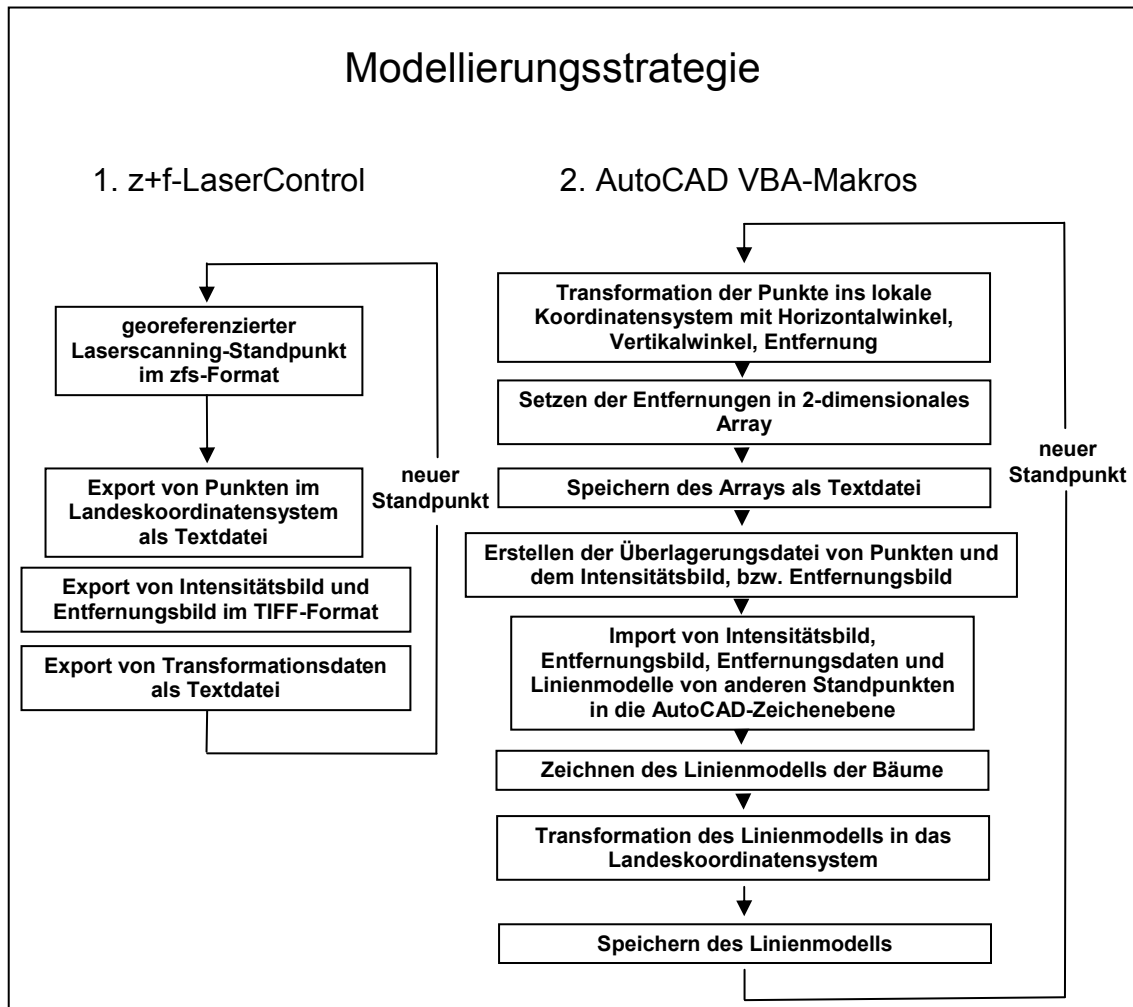 Modellierungsstrategie
1. z+f-LaserControl
georeferenzierter
Laserscanning-Standpunkt
im zfs-Format
Export von Punkten im
Landeskoordinatensystem
als Textdatei
Export von Intensitätsbild und
Entfernungsbild im TIFF-Format
Export von Transformationsdaten
als Textdatei
neuer
Standpunkt
2. AutoCAD VBA-Makros
Transformation der Punkte ins lokale
Koordinatensystem mit Horizontalwinkel,
Vertikalwinkel, Entfernung
Setzen der Entfernungen in 2-dimensionales
Array
Speichern des Arrays als Textdatei
Erstellen der Überlagerungsdatei von Punkten und
dem Intensitätsbild, bzw. Entfernungsbild
Import von Intensitätsbild,
Entfernungsbild, Entfernungsdaten und
Linienmodelle von anderen Standpunkten
in die AutoCAD-Zeichenebene
Zeichnen des Linienmodells der Bäume
Transformation des Linienmodells in das
Landeskoordinatensystem
Speichern des Linienmodells
neuer
Standpunkt